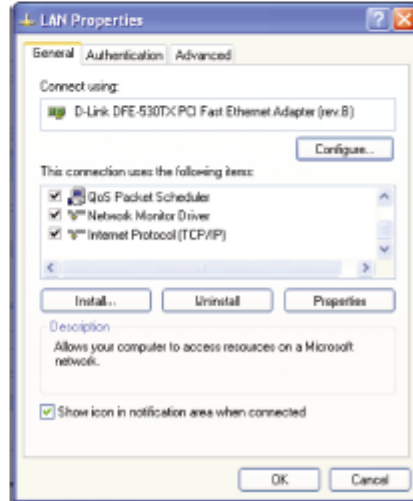 LAN Properties
General Authentication Advanced
Connect using:
D-Link DFE-530TX PCI Fast Ethernet Adapter (rev.B)
Configure...
This connection uses the following items:
QoS Packet Scheduler
Network Monitor Driver
Internet Protocol (TCP/IP)
Install... Uninstall Properties
Description
Allows your computer to access resources on a Microsoft
network.
Show icon in notification area when connected
OK Cancel